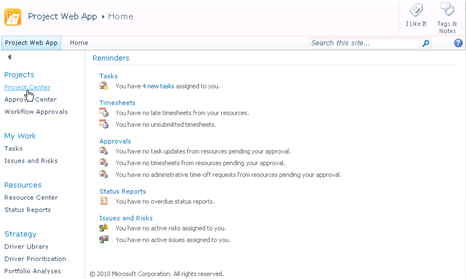 Project Web App › Home
I Like It
Tags & Notes
Project Web App
Home
Search this site...
Projects
Project Center
Approval Center
Workflow Approvals
My Work
Tasks
Issues and Risks
Resources
Resource Center
Status Reports
Strategy
Driver Library
Driver Prioritization
Portfolio Analyses
Reminders
Tasks
You have 4 new tasks assigned to you.
Timesheets
You have no late timesheets from your resources.
You have no unsubmitted timesheets.
Approvals
You have no task updates from resources pending your approval.
You have no timesheets from resources pending your approval.
You have no administrative time-off requests from resources pending your approval.
Status Reports
You have no overdue status reports.
Issues and Risks
You have no active risks assigned to you.
You have no active issues assigned to you.
© 2010 Microsoft Corporation. All rights reserved.